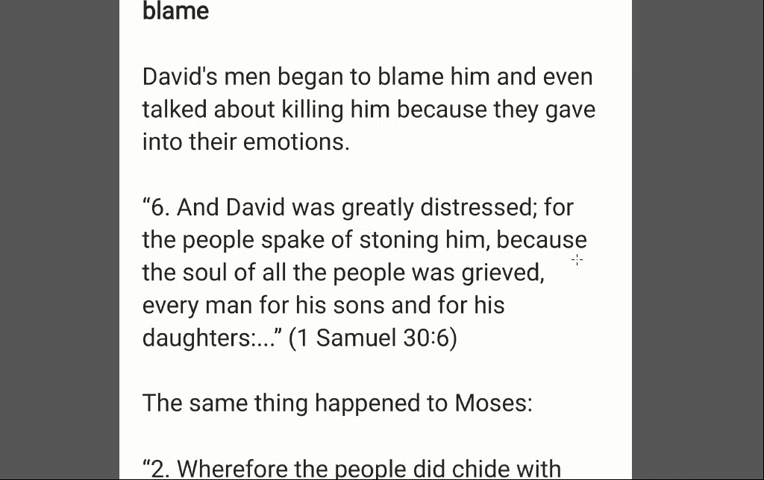 blame
David's men began to blame him and even
talked about killing him because they gave
into their emotions.
“6. And David was greatly distressed; for
the people spake of stoning him, because
the soul of all the people was grieved,
every man for his sons and for his
daughters:...” (1 Samuel 30:6)
The same thing happened to Moses:
“2. Wherefore the people did chide with